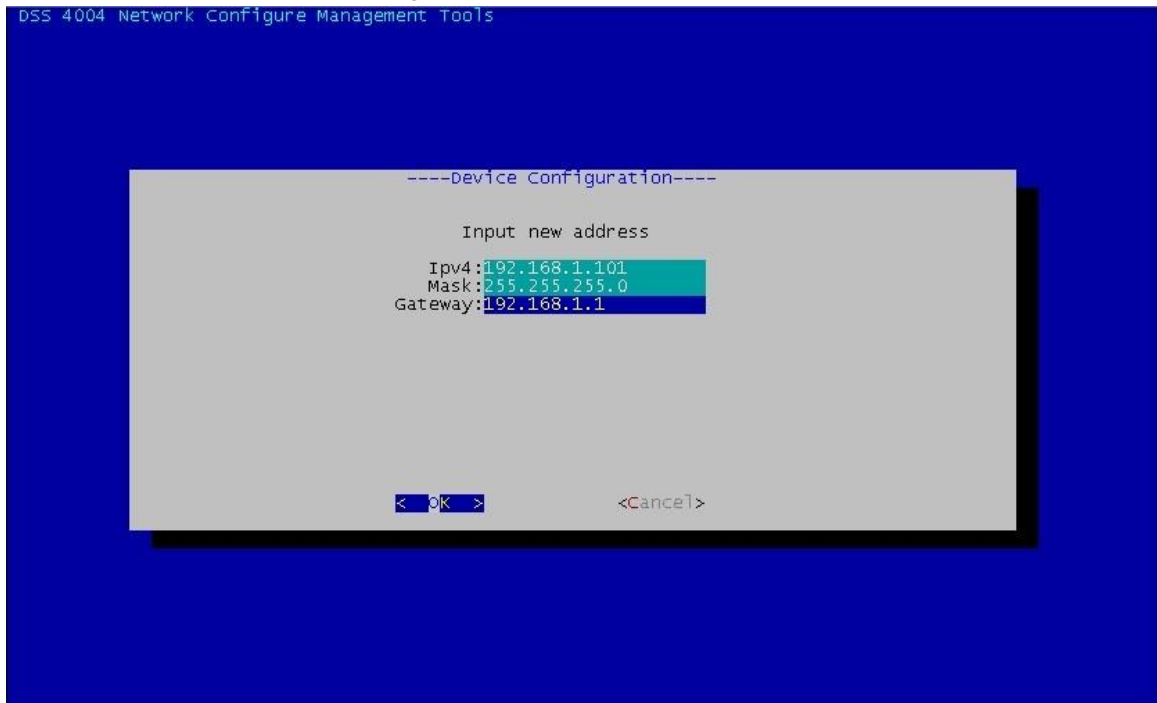 DSS 4004 Network Configure Management Tools
----Device Configuration----
Input new address
Ipv4:192.168.1.101
Mask:255.255.255.0
Gateway:192.168.1.1
< OK > <Cancel>